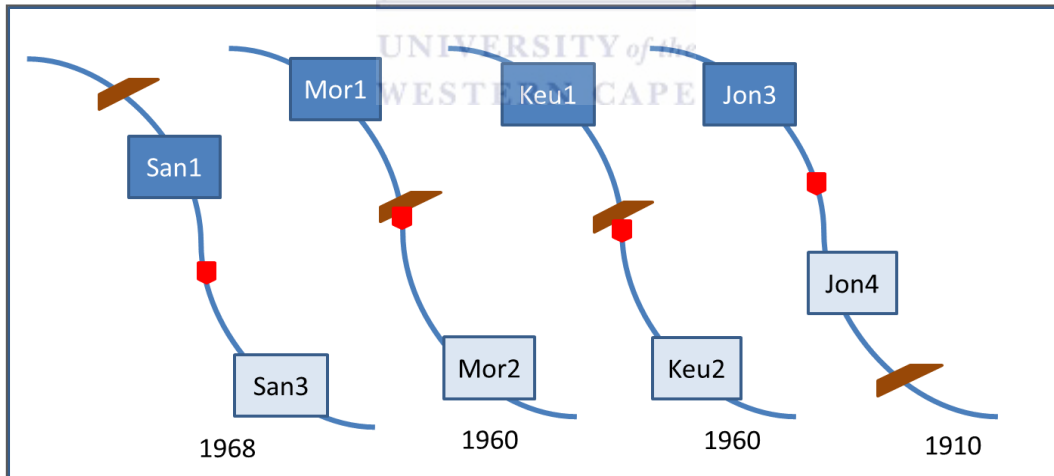 UNIVERSITY of the
WESTERN CAPE
Mor1
Keu1
Jon3
San1
Jon4
San3
Mor2
Keu2
1968
1960
1960
1910